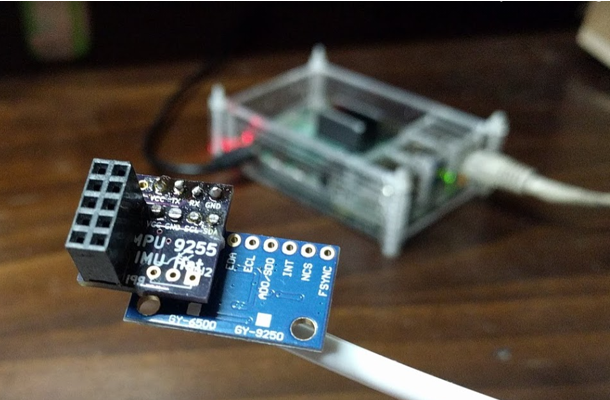 VCC TX RX GND
VCC GND SCL SDA
MPU 9255
IMU Hat
EDA ECL ADO/SDO INT NCS FSYNC
GY-6500 GY-9250